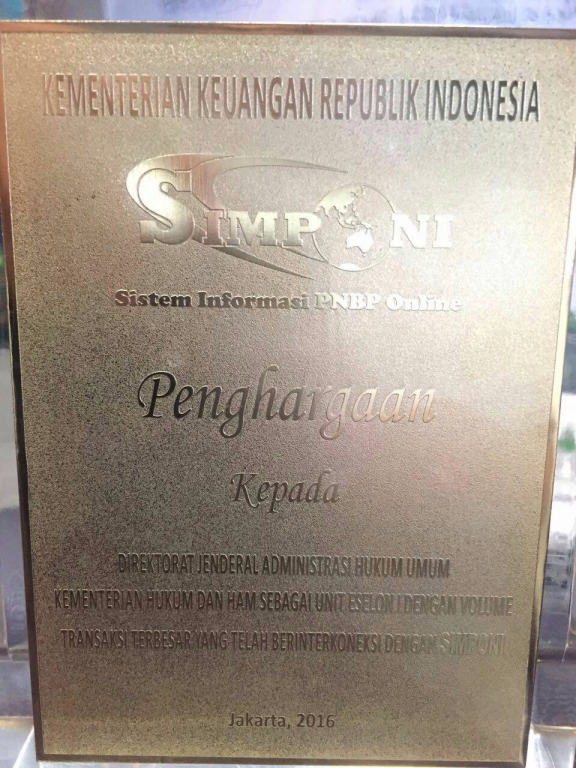 KEMENTERIAN KEUANGAN REPUBLIK INDONESIA
SIMPONI
Sistem Informasi PNBP Online
Penghargaan
Kepada
DIREKTORAT JENDERAL ADMINISTRASI HUKUM UMUM
KEMENTERIAN HUKUM DAN HAM SEBAGAI UNIT ESELON I DENGAN VOLUME
TRANSAKSI TERBESAR YANG TELAH BERINTERKONEKSI DENGAN SIMPONI
Jakarta, 2016